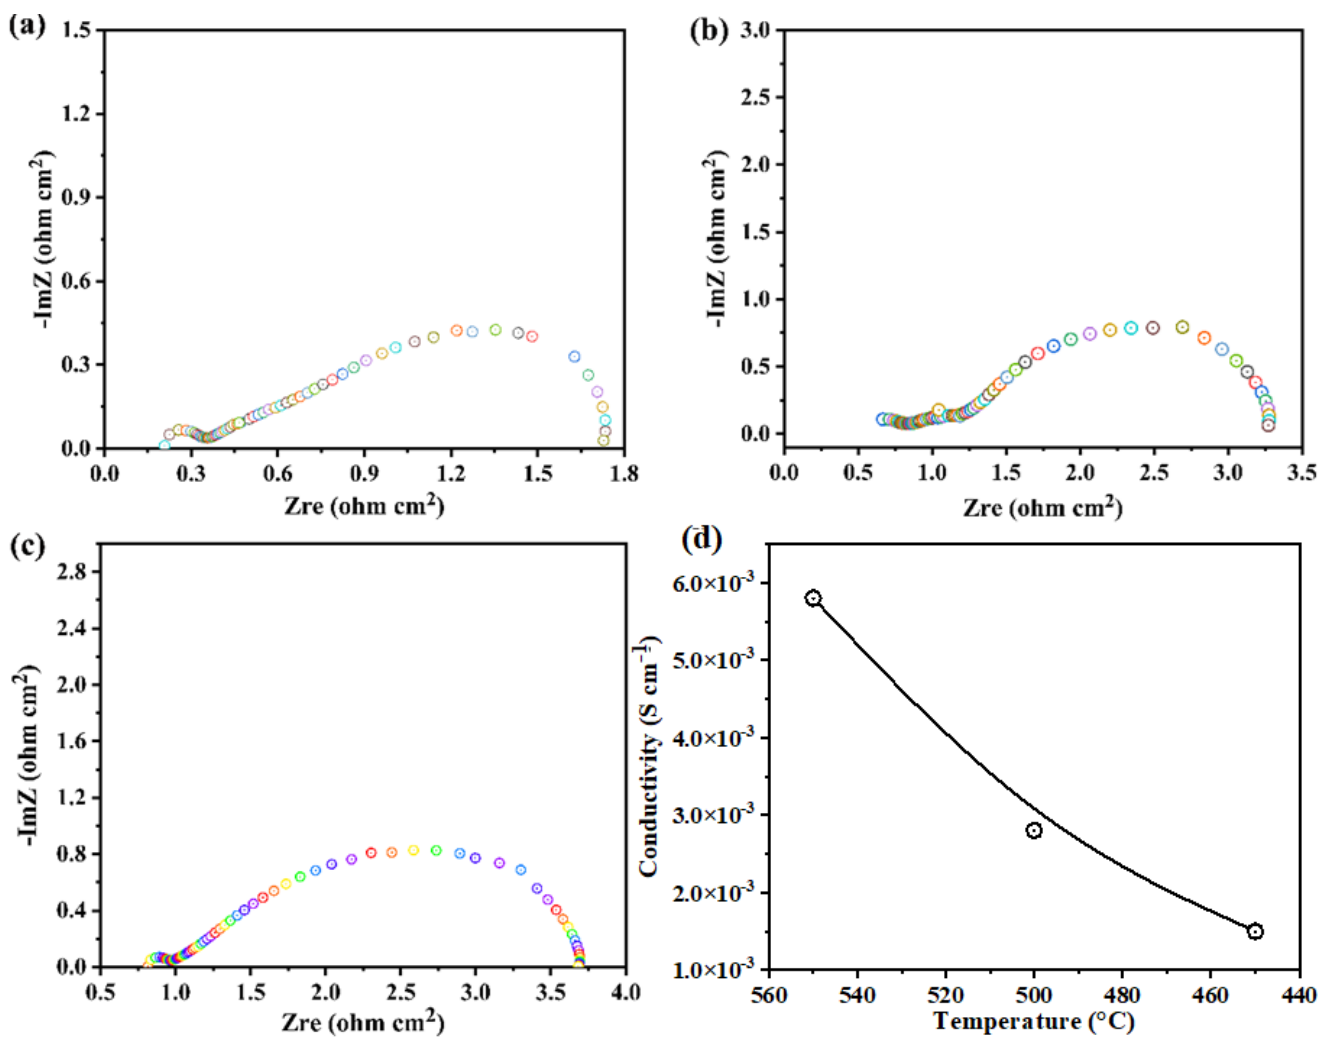 (a)
1.5
1.2
0.9
0.6
0.3
0.0
-ImZ (ohm cm²)
0.0 0.3 0.6 0.9 1.2 1.5 1.8
Zre (ohm cm²)
(b)
3.0
2.5
2.0
1.5
1.0
0.5
0.0
-ImZ (ohm cm²)
0.0 0.5 1.0 1.5 2.0 2.5 3.0 3.5
Zre (ohm cm²)
(c)
2.8
2.4
2.0
1.6
1.2
0.8
0.4
0.0
-ImZ (ohm cm²)
0.5 1.0 1.5 2.0 2.5 3.0 3.5 4.0
Zre (ohm cm²)
(d)
6.0×10⁻³
5.0×10⁻³
4.0×10⁻³
3.0×10⁻³
2.0×10⁻³
1.0×10⁻³
Conductivity (S cm⁻¹)
560 540 520 500 480 460 440
Temperature (°C)